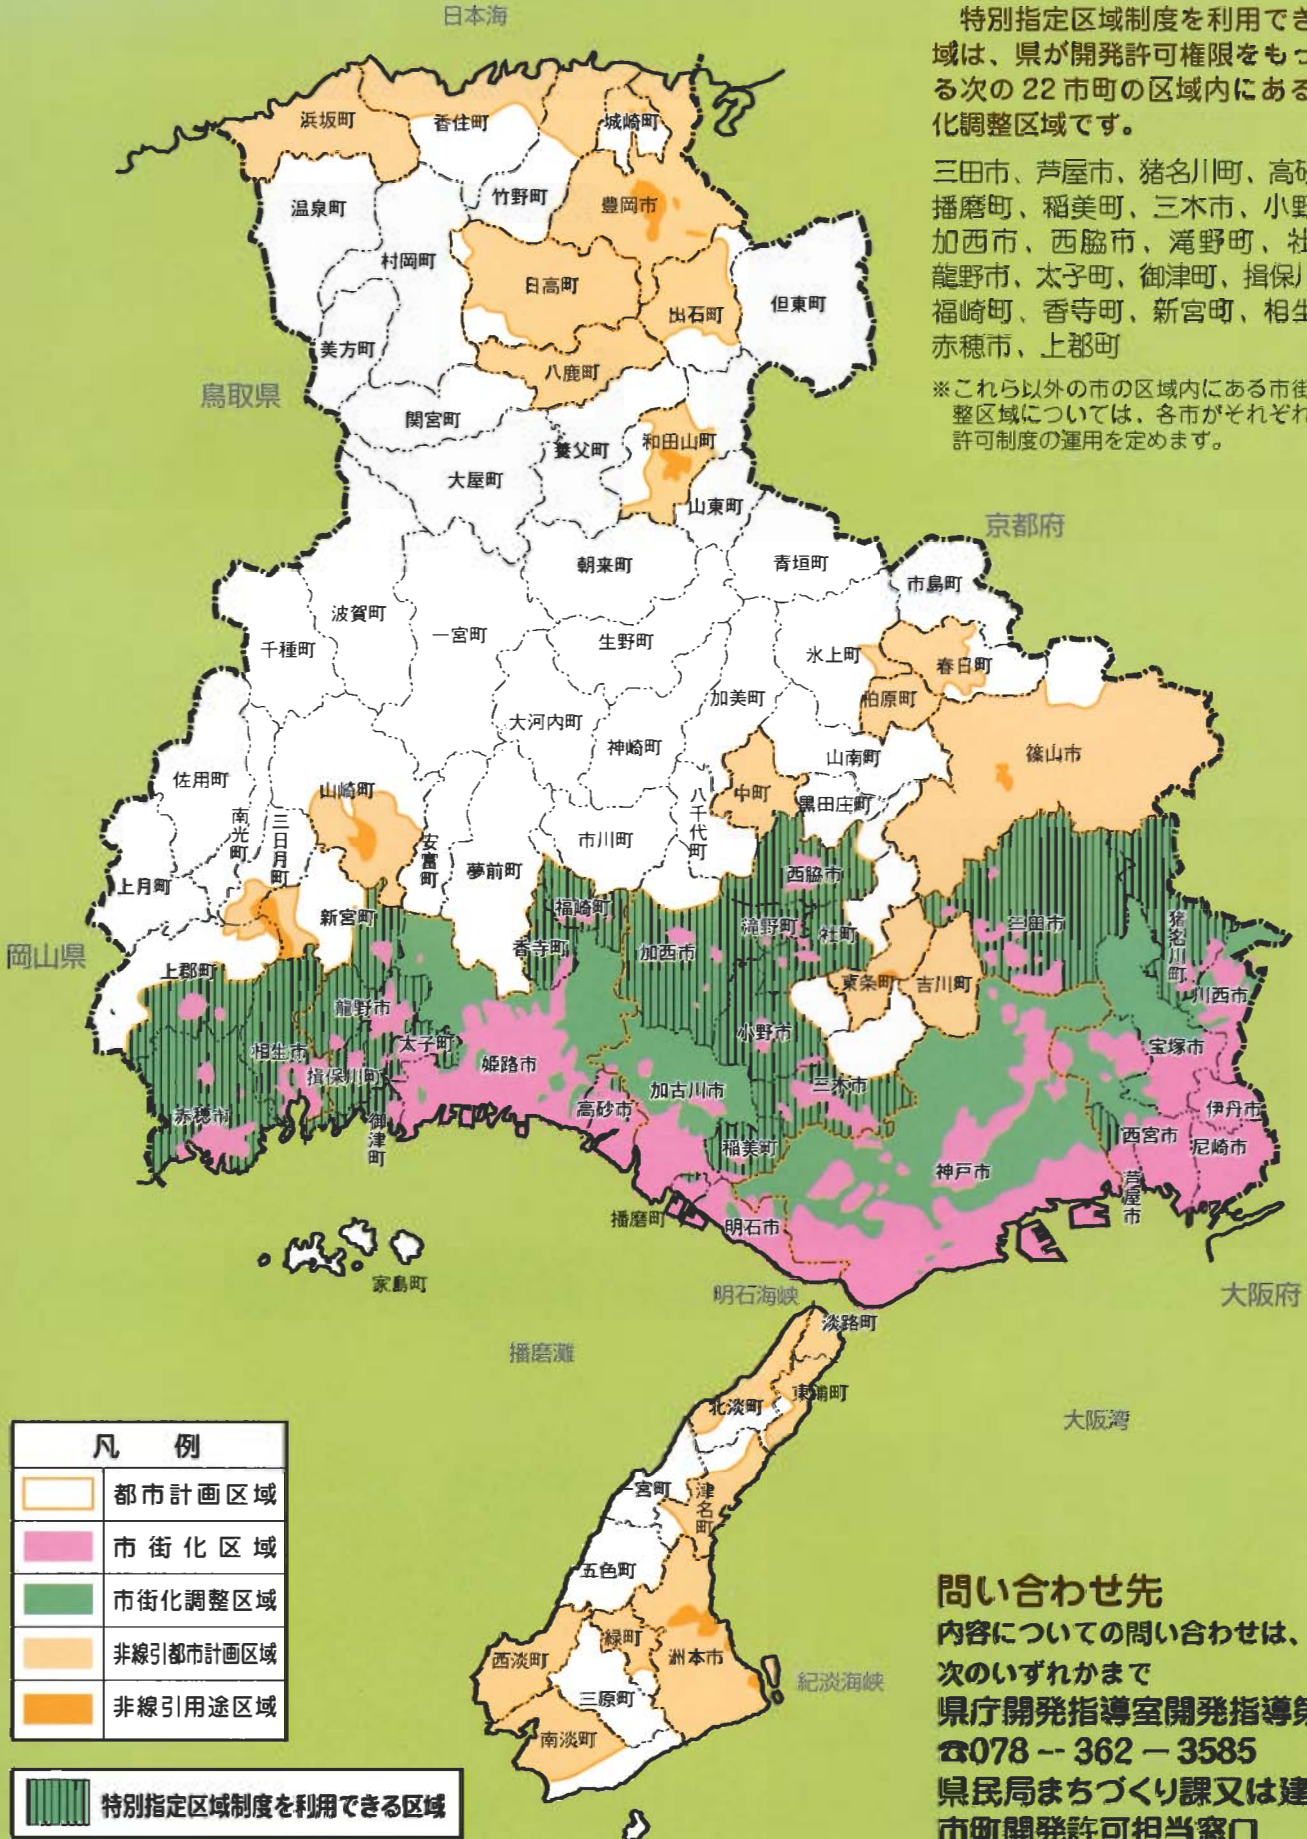 日本海
特別指定区域制度を利用でき
域は、県が開発許可権限をもっ
る次の22市町の区域内にある
化調整区域です。
三田市、芦屋市、猪名川町、高砂
播磨町、稲美町、三木市、小野
加西市、西脇市、滝野町、社
龍野市、太子町、御津町、揖保川
福崎町、香寺町、新宮町、相生
赤穂市、上郡町
※これら以外の市の区域内にある市街
整区域については、各市がそれぞれ
許可制度の運用を定めます。
浜坂町
香住町
城崎町
温泉町
竹野町
豊岡市
村岡町
日高町
出石町
但東町
美方町
八鹿町
鳥取県
関宮町
養父町
和田山町
大屋町
山東町
京都府
朝来町
青垣町
市島町
波賀町
一宮町
生野町
千種町
氷上町
春日町
加美町
柏原町
大河内町
神崎町
山南町
篠山市
佐用町
山崎町
中町
黒田庄町
南光町
三日月町
安富町
市川町
八千代町
夢前町
西脇市
上月町
新宮町
福崎町
滝野町
社町
三田市
猪名川町
岡山県
上郡町
香寺町
加西市
東条町
吉川町
川西市
龍野市
相生市
太子町
姫路市
小野市
宝塚市
揖保川町
加古川市
三木市
赤穂市
御津町
高砂市
稲美町
神戸市
西宮市
伊丹市
尼崎市
芦屋市
播磨町
明石市
家島町
明石海峡
大阪府
淡路町
播磨灘
東浦町
北淡町
大阪湾
一宮町
津名町
五色町
緑町
西淡町
洲本市
紀淡海峡
三原町
南淡町
凡 例
都市計画区域
市街化区域
市街化調整区域
非線引都市計画区域
非線引用途区域
特別指定区域制度を利用できる区域
問い合わせ先
内容についての問い合わせは、
次のいずれかまで
県庁開発指導室開発指導第
☎078--362-3585
県民局まちづくり課又は建
市町開発許可担当窓口